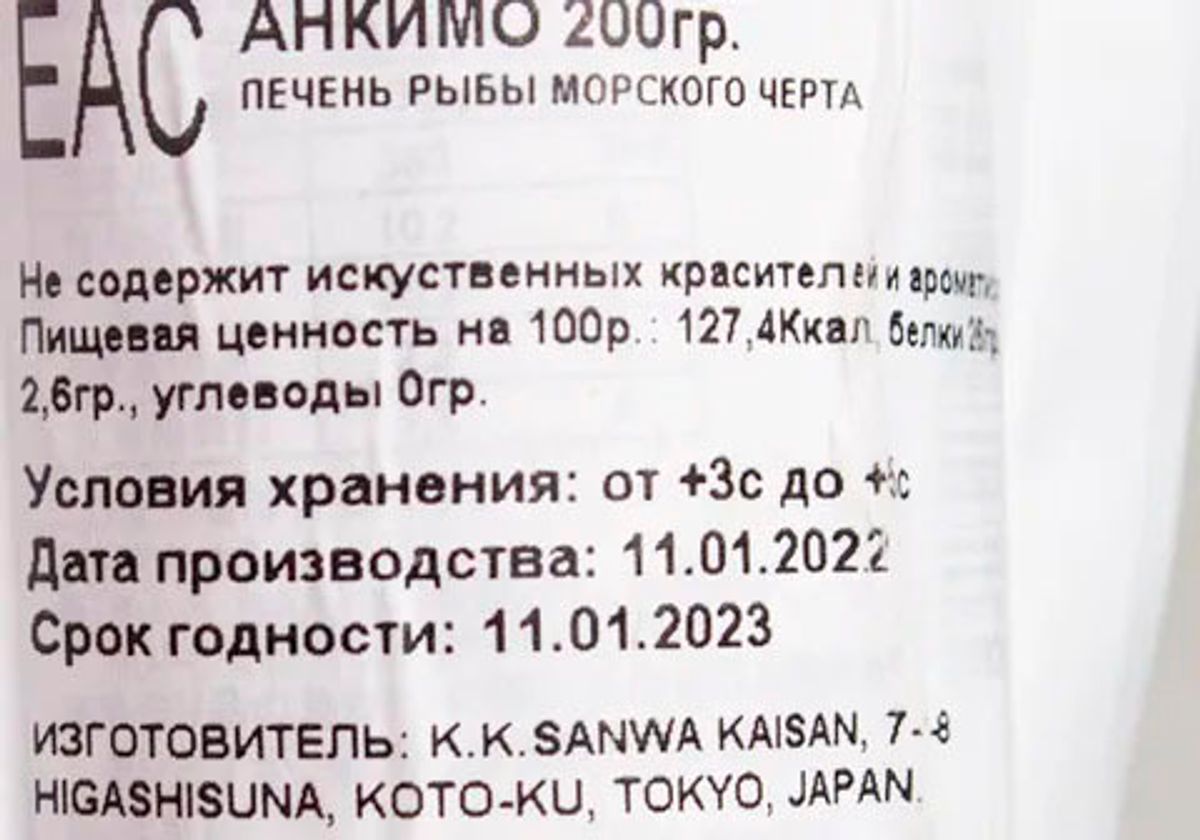 EAC
АНКИМО 200гр.
ПЕЧЕНЬ РЫБЫ МОРСКОГО ЧЕРТА
Не содержит искуственных красителей и
Пищевая ценность на 100р.: 127,4Ккал, белки
2,6гр., углеводы 0гр.
Условия хранения: от +3с до
Дата производства: 11.01.2022
Срок годности: 11.01.2023
ИЗГОТОВИТЕЛЬ: K.K.SANWA KAISAN,
HIGASHISUNA, KOTO-KU, TOKYO, JAPAN.